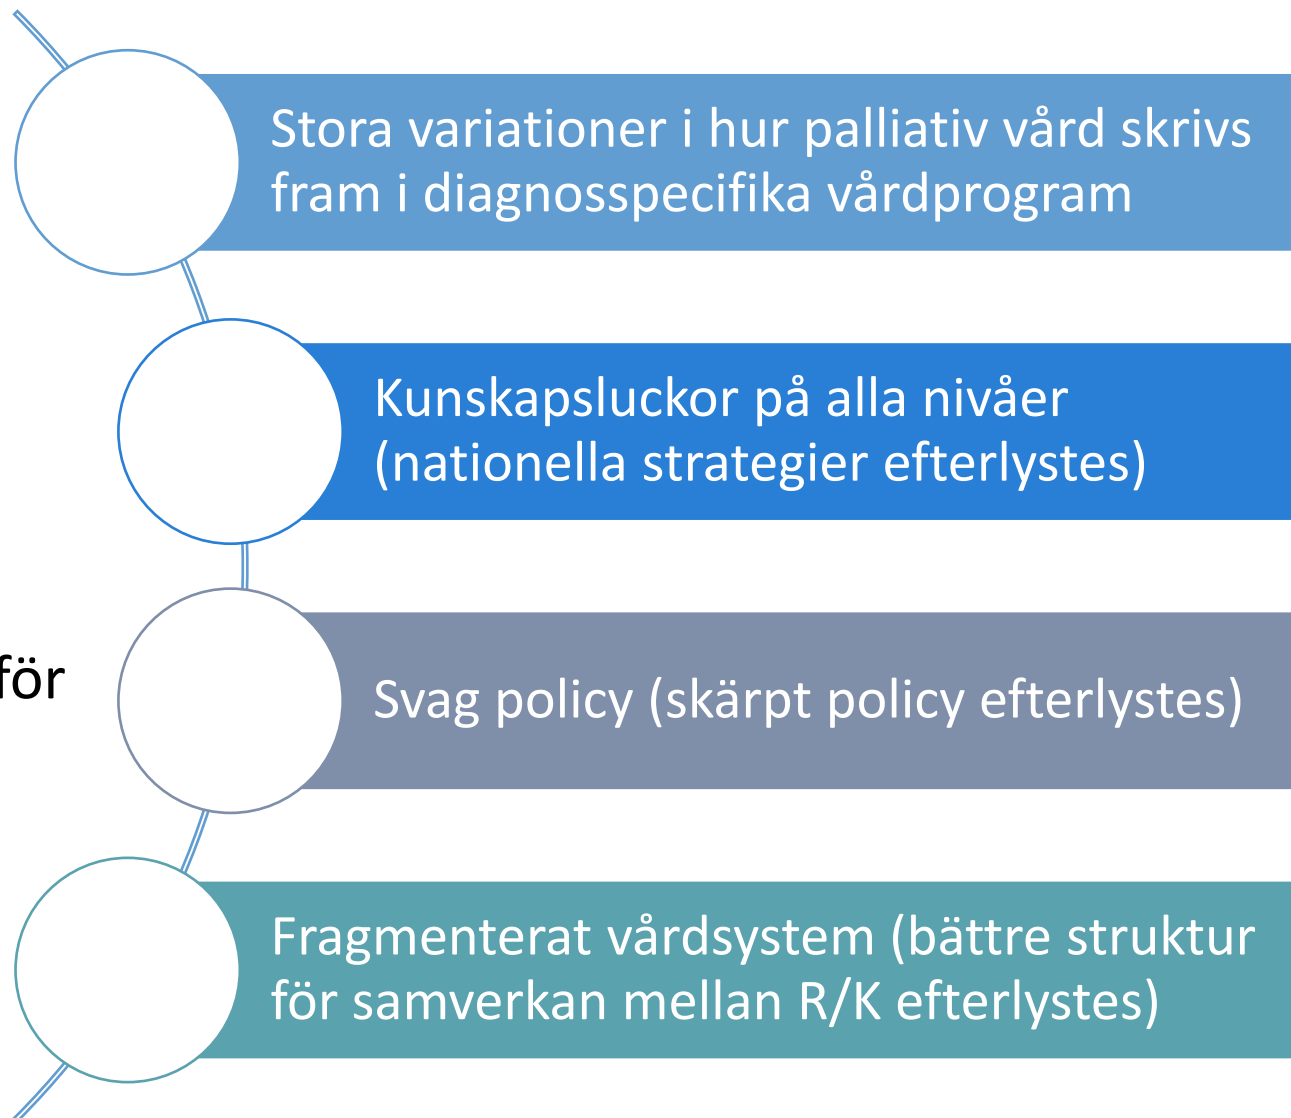 Stora variationer i hur palliativ vård skrivs
fram i diagnosspecifika vårdprogram
Kunskapsluckor på alla nivåer
(nationella strategier efterlystes)
för
Svag policy (skärpt policy efterlystes)
Fragmenterat vårdsystem (bättre struktur
för samverkan mellan R/K efterlystes)